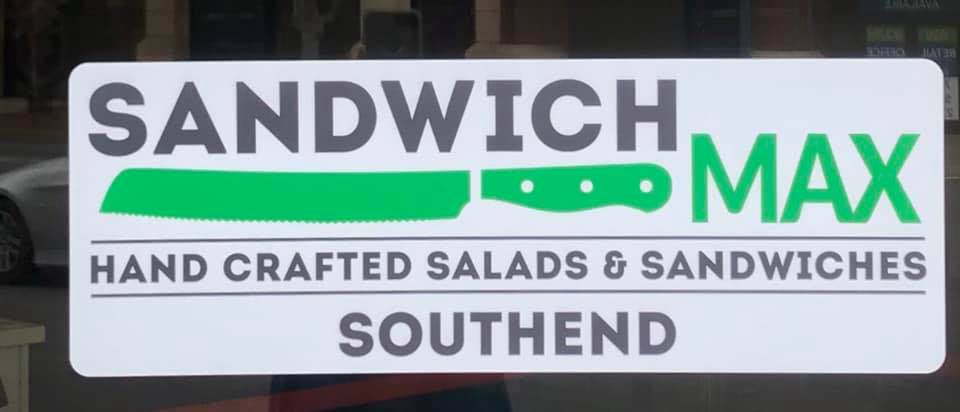 SANDWICH
MAX
HAND CRAFTED SALADS & SANDWICHES
SOUTHEND